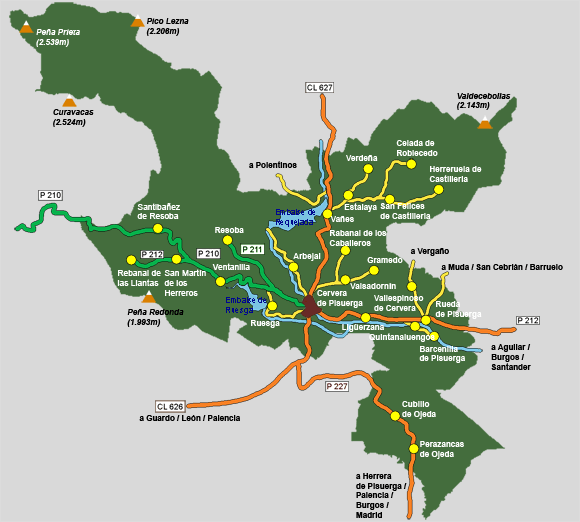 Pico Lezna
(2.206m)
Peña Prieta
(2.539m)
Curavacas
(2.524m)
CL 627
Valdecebollas
(2.143m)
Celada de
Roblecedo
Verdeña
a Polentinos
Herreruela de
Castillería
P 210
Santibañez
de Resoba
Estalaya
San Felices
de Castillería
Embalse de
Requejada
Vañes
Resoba
Rabanal de los
Caballeros
P 212
P 210
P 211
Arbejal
Gramedo
a Vergaño
a Muda / San Cebrián / Barruelo
Rebanal de
las Llantas
San Martín
de los
Herreros
Ventanilla
Cervera
de Pisuerga
Valsadornín
Vallespinoso
de Cervera
Peña Redonda
(1.993m)
Embalse de
Ruesga
Ruesga
Rueda
de Pisuerga
P 212
Ligüerzana
Quintanaluengos
Barcenilla
de Pisuerga
a Aguilar /
Burgos /
Santander
P 227
CL 626
a Guardo / León / Palencia
Cubillo
de Ojeda
Perazancas
de Ojeda
a Herrera
de Pisuerga /
Palencia /
Burgos /
Madrid